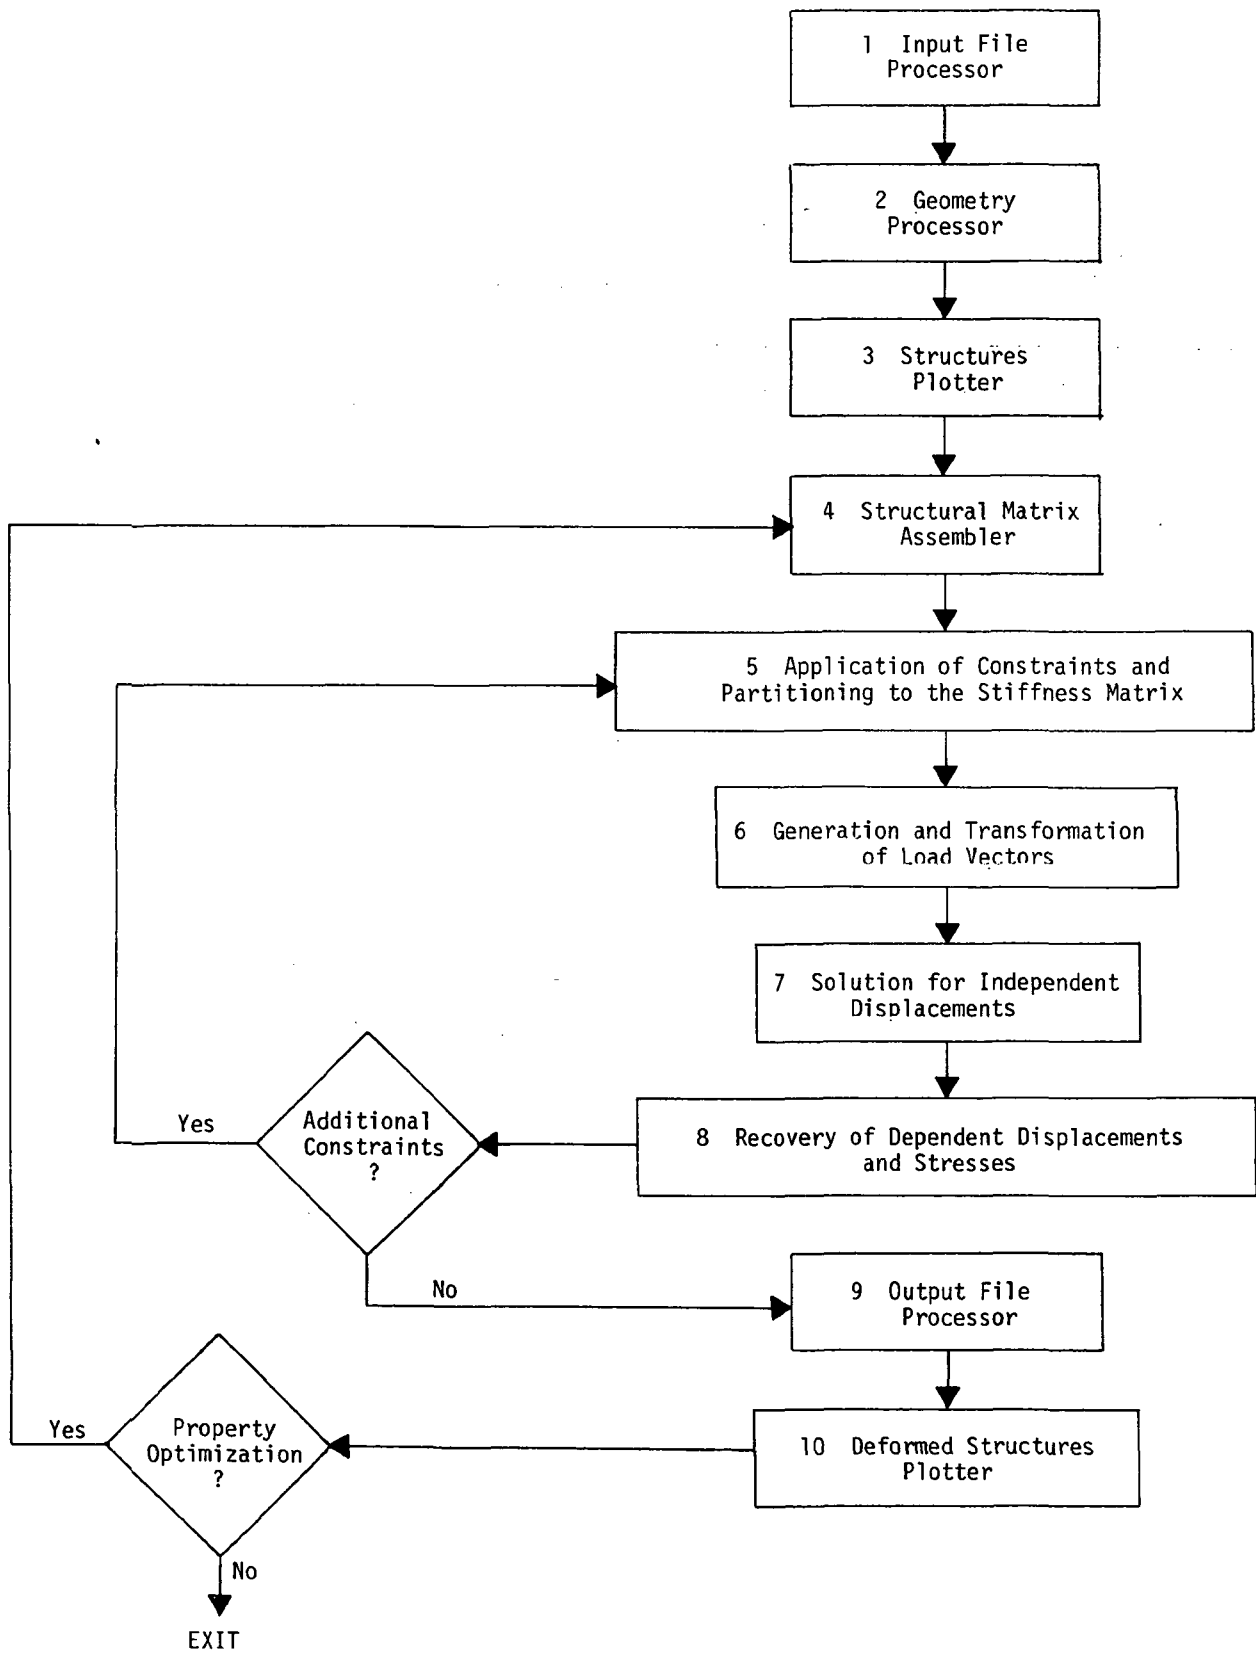 1 Input File
Processor
2 Geometry
Processor
3 Structures
Plotter
4 Structural Matrix
Assembler
5 Application of Constraints and
Partitioning to the Stiffness Matrix
6 Generation and Transformation
of Load Vectors
7 Solution for Independent
Displacements
8 Recovery of Dependent Displacements
and Stresses
Additional
Constraints
?
Yes
No
9 Output File
Processor
10 Deformed Structures
Plotter
Property
Optimization
?
Yes
No
EXIT